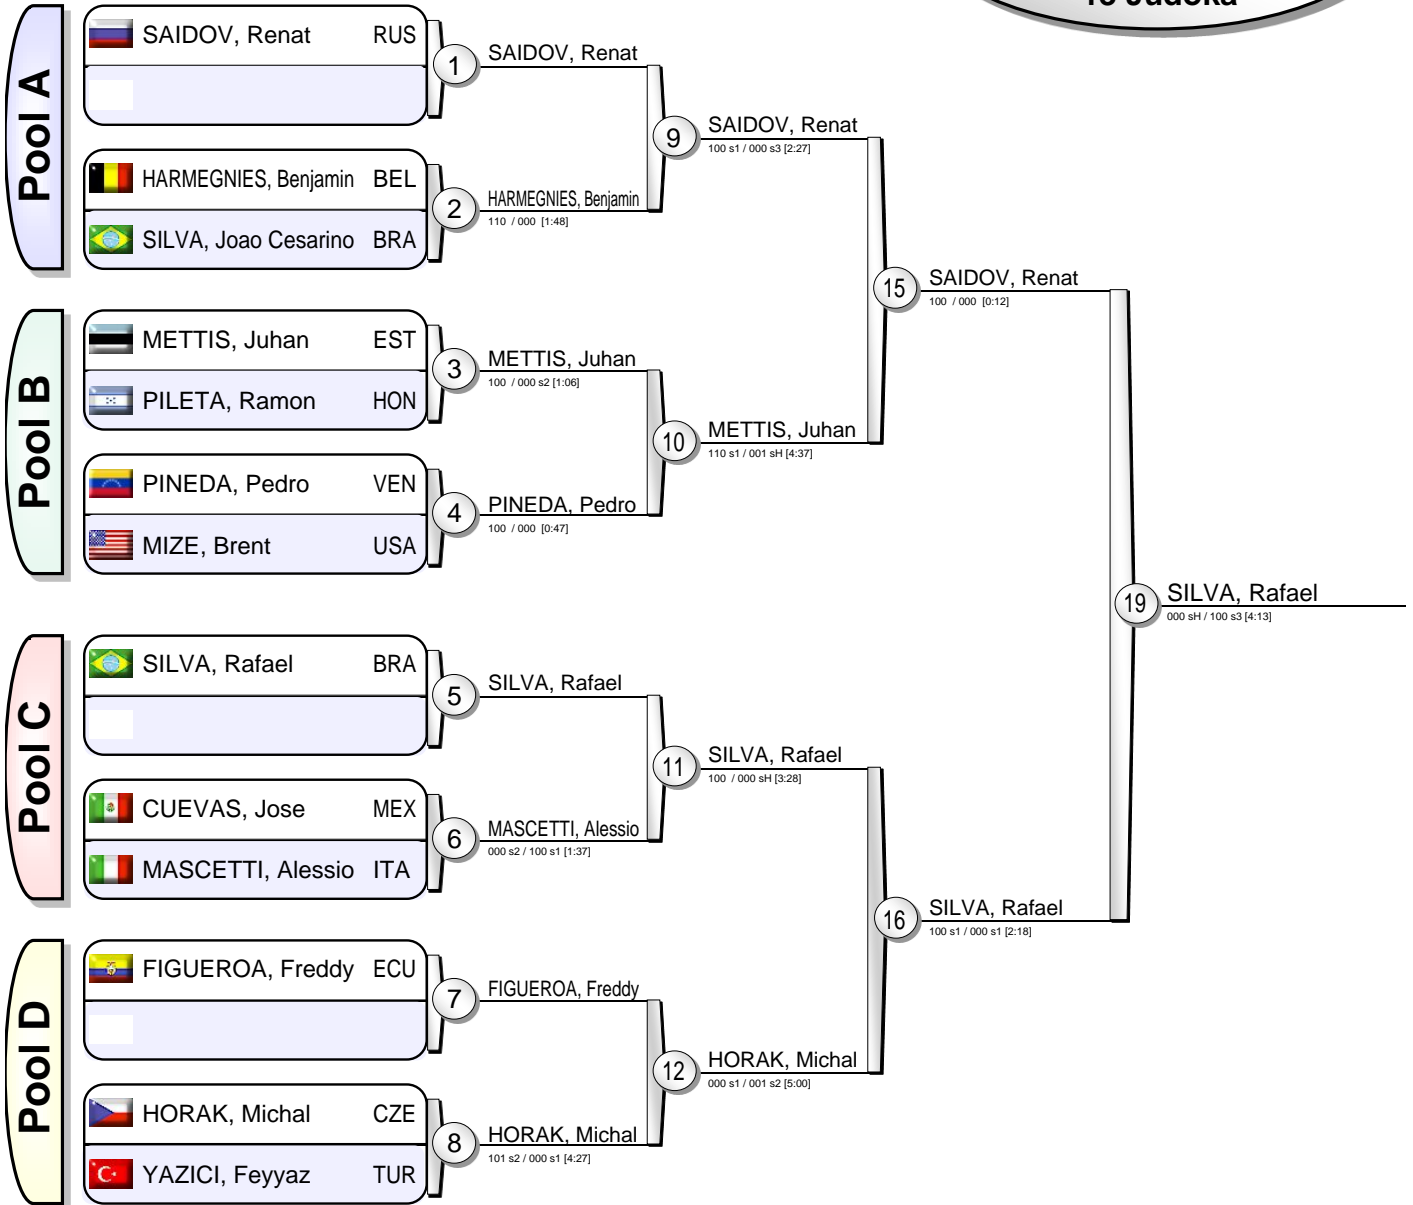 13 Judoka
Pool A
SAIDOV, Renat RUS
HARMEGNIES, Benjamin BEL
SILVA, Joao Cesarino BRA
Pool B
METTIS, Juhan EST
PILETA, Ramon HON
PINEDA, Pedro VEN
MIZE, Brent USA
Pool C
SILVA, Rafael BRA
CUEVAS, Jose MEX
MASCETTI, Alessio ITA
Pool D
FIGUEROA, Freddy ECU
HORAK, Michal CZE
YAZICI, Feyyaz TUR
1 SAIDOV, Renat
2 HARMEGNIES, Benjamin
110 / 000 [1:48]
3 METTIS, Juhan
100 / 000 s2 [1:06]
4 PINEDA, Pedro
100 / 000 [0:47]
5 SILVA, Rafael
6 MASCETTI, Alessio
000 s2 / 100 s1 [1:37]
7 FIGUEROA, Freddy
8 HORAK, Michal
101 s2 / 000 s1 [4:27]
9 SAIDOV, Renat
100 s1 / 000 s3 [2:27]
10 METTIS, Juhan
110 s1 / 001 sH [4:37]
11 SILVA, Rafael
100 / 000 sH [3:28]
12 HORAK, Michal
000 s1 / 001 s2 [5:00]
15 SAIDOV, Renat
100 / 000 [0:12]
16 SILVA, Rafael
100 s1 / 000 s1 [2:18]
19 SILVA, Rafael
000 sH / 100 s3 [4:13]